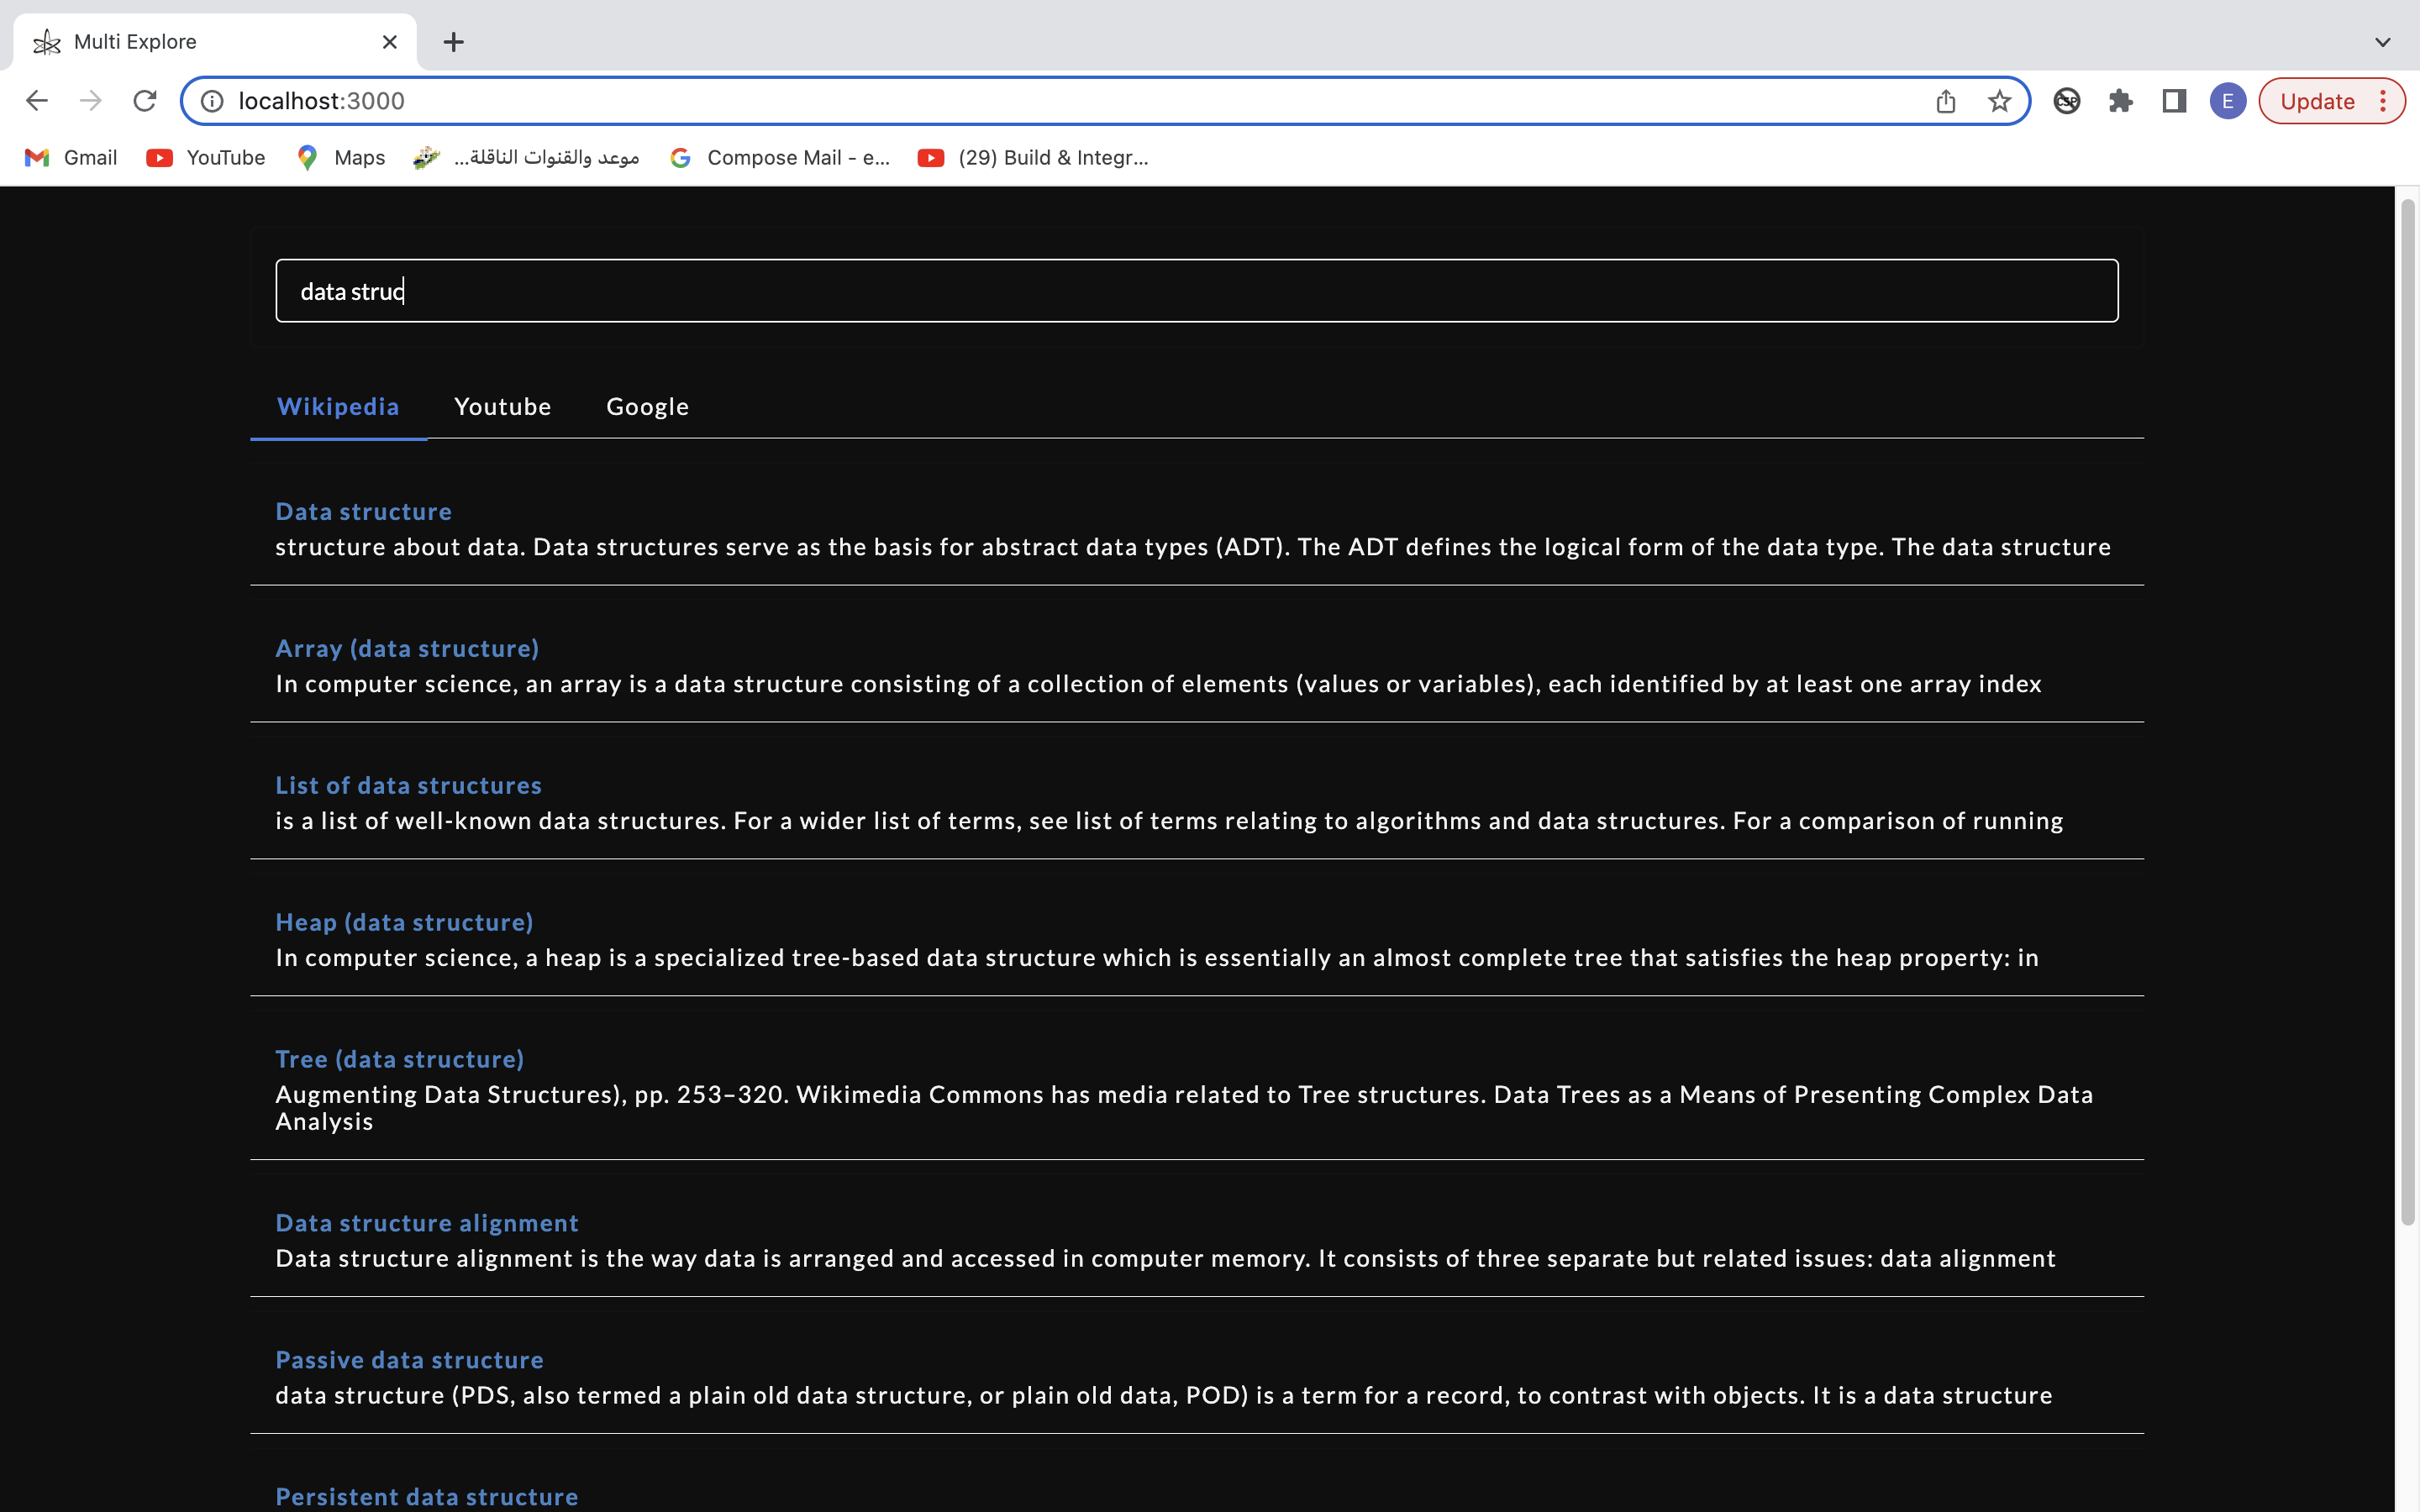 Multi Explore
localhost:3000
E
Update
Gmail
YouTube
Maps
موعد والقنوات الناقلة...
Compose Mail - e...
(29) Build & Integr...
data struc
Wikipedia
Youtube
Google
Data structure
structure about data. Data structures serve as the basis for abstract data types (ADT). The ADT defines the logical form of the data type. The data structure
Array (data structure)
In computer science, an array is a data structure consisting of a collection of elements (values or variables), each identified by at least one array index
List of data structures
is a list of well-known data structures. For a wider list of terms, see list of terms relating to algorithms and data structures. For a comparison of running
Heap (data structure)
In computer science, a heap is a specialized tree-based data structure which is essentially an almost complete tree that satisfies the heap property: in
Tree (data structure)
Augmenting Data Structures), pp. 253–320. Wikimedia Commons has media related to Tree structures. Data Trees as a Means of Presenting Complex Data
Analysis
Data structure alignment
Data structure alignment is the way data is arranged and accessed in computer memory. It consists of three separate but related issues: data alignment
Passive data structure
data structure (PDS, also termed a plain old data structure, or plain old data, POD) is a term for a record, to contrast with objects. It is a data structure
Persistent data structure